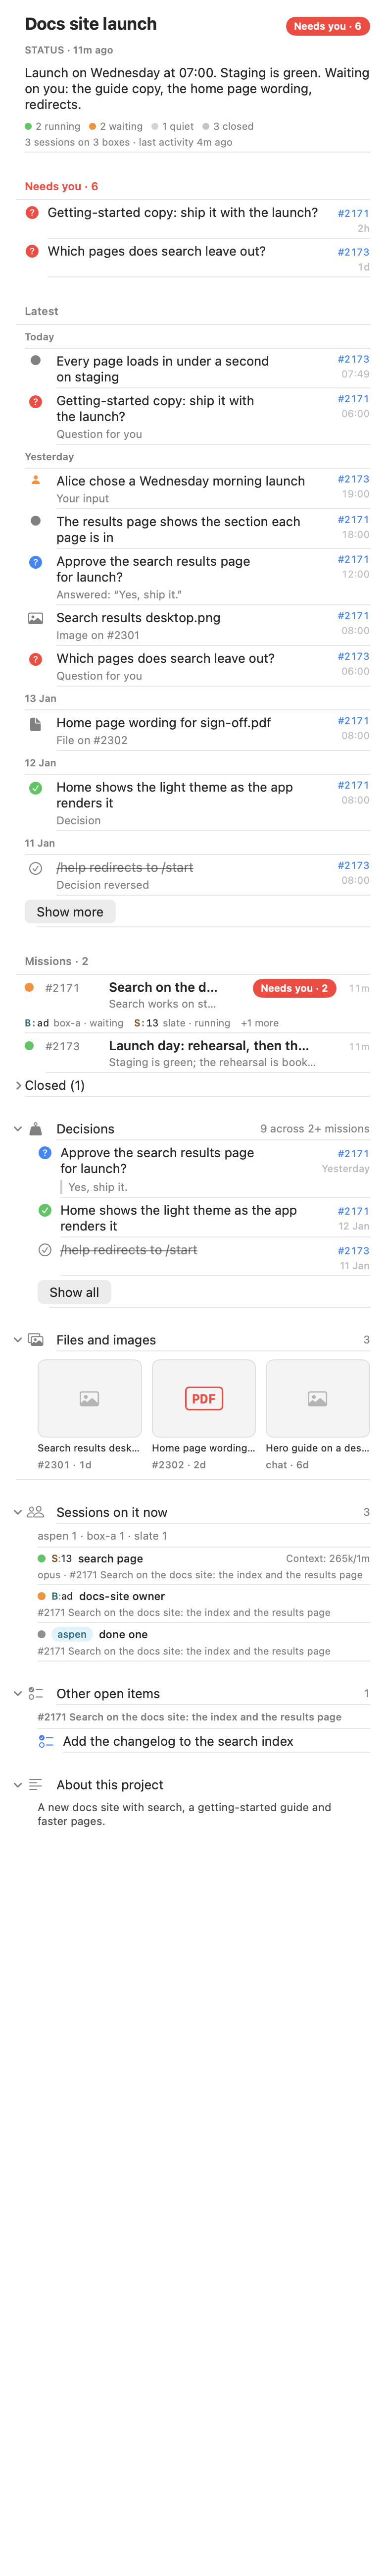 Docs site launch
Needs you · 6
STATUS · 11m ago
Launch on Wednesday at 07:00. Staging is green. Waiting
on you: the guide copy, the home page wording,
redirects.
2 running 2 waiting 1 quiet 3 closed
3 sessions on 3 boxes · last activity 4m ago
Needs you · 6
Getting-started copy: ship it with the launch? #2171
2h
Which pages does search leave out? #2173
1d
Latest
Today
Every page loads in under a second #2173
on staging 07:49
Getting-started copy: ship it with #2171
the launch? 06:00
Question for you
Yesterday
Alice chose a Wednesday morning launch #2173
Your input 19:00
The results page shows the section each #2171
page is in 18:00
Approve the search results page #2171
for launch? 12:00
Answered: “Yes, ship it.”
Search results desktop.png #2171
Image on #2301 08:00
Which pages does search leave out? #2173
Question for you 06:00
13 Jan
Home page wording for sign-off.pdf #2171
File on #2302 08:00
12 Jan
Home shows the light theme as the app #2171
renders it 08:00
Decision
11 Jan
/help redirects to /start #2173
Decision reversed 08:00
Show more
Missions · 2
#2171 Search on the d... Needs you · 2 11m
Search works on st...
B:ad box-a · waiting S:13 slate · running +1 more
#2173 Launch day: rehearsal, then th... 11m
Staging is green; the rehearsal is book...
Closed (1)
Decisions 9 across 2+ missions
Approve the search results page #2171
for launch? Yesterday
Yes, ship it.
Home shows the light theme as the app #2171
renders it 12 Jan
/help redirects to /start #2173
11 Jan
Show all
Files and images 3
PDF
Search results desk... Home page wording... Hero guide on a des...
#2301 · 1d #2302 · 2d chat · 6d
Sessions on it now 3
aspen 1 · box-a 1 · slate 1
S:13 search page Context: 265k/1m
opus · #2171 Search on the docs site: the index and the results page
B:ad docs-site owner
#2171 Search on the docs site: the index and the results page
aspen done one
#2171 Search on the docs site: the index and the results page
Other open items 1
#2171 Search on the docs site: the index and the results page
Add the changelog to the search index
About this project
A new docs site with search, a getting-started guide and
faster pages.